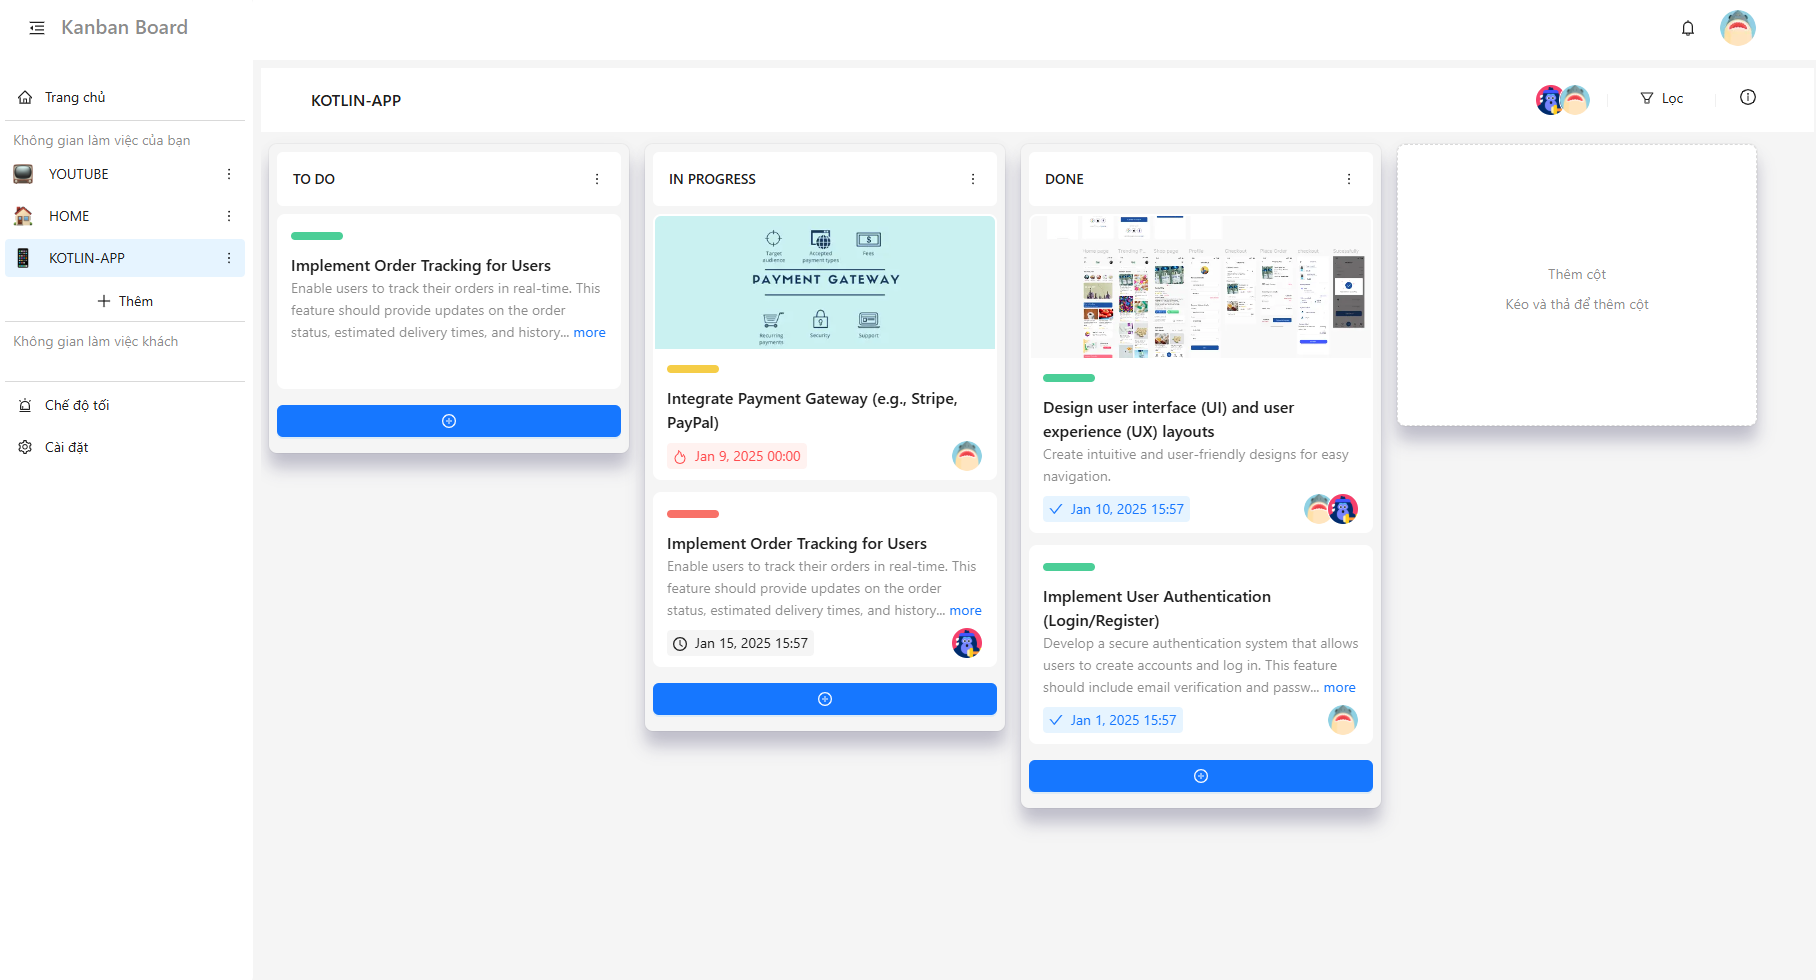 Kanban Board
Trang chủ
Không gian làm việc của bạn
YOUTUBE
HOME
KOTLIN-APP
Thêm
Không gian làm việc khách
Chế độ tối
Cài đặt
KOTLIN-APP
Lọc
TO DO
Implement Order Tracking for Users
Enable users to track their orders in real-time. This
feature should provide updates on the order
status, estimated delivery times, and history... more
IN PROGRESS
Target
audience
Accepted
payment types
Fees
PAYMENT GATEWAY
Recurring
payments
Security
Support
Integrate Payment Gateway (e.g., Stripe,
PayPal)
Jan 9, 2025 00:00
Implement Order Tracking for Users
Enable users to track their orders in real-time. This
feature should provide updates on the order
status, estimated delivery times, and history... more
Jan 15, 2025 15:57
DONE
Design user interface (UI) and user
experience (UX) layouts
Create intuitive and user-friendly designs for easy
navigation.
Jan 10, 2025 15:57
Implement User Authentication
(Login/Register)
Develop a secure authentication system that allows
users to create accounts and log in. This feature
should include email verification and passw... more
Jan 1, 2025 15:57
Thêm cột
Kéo và thả để thêm cột